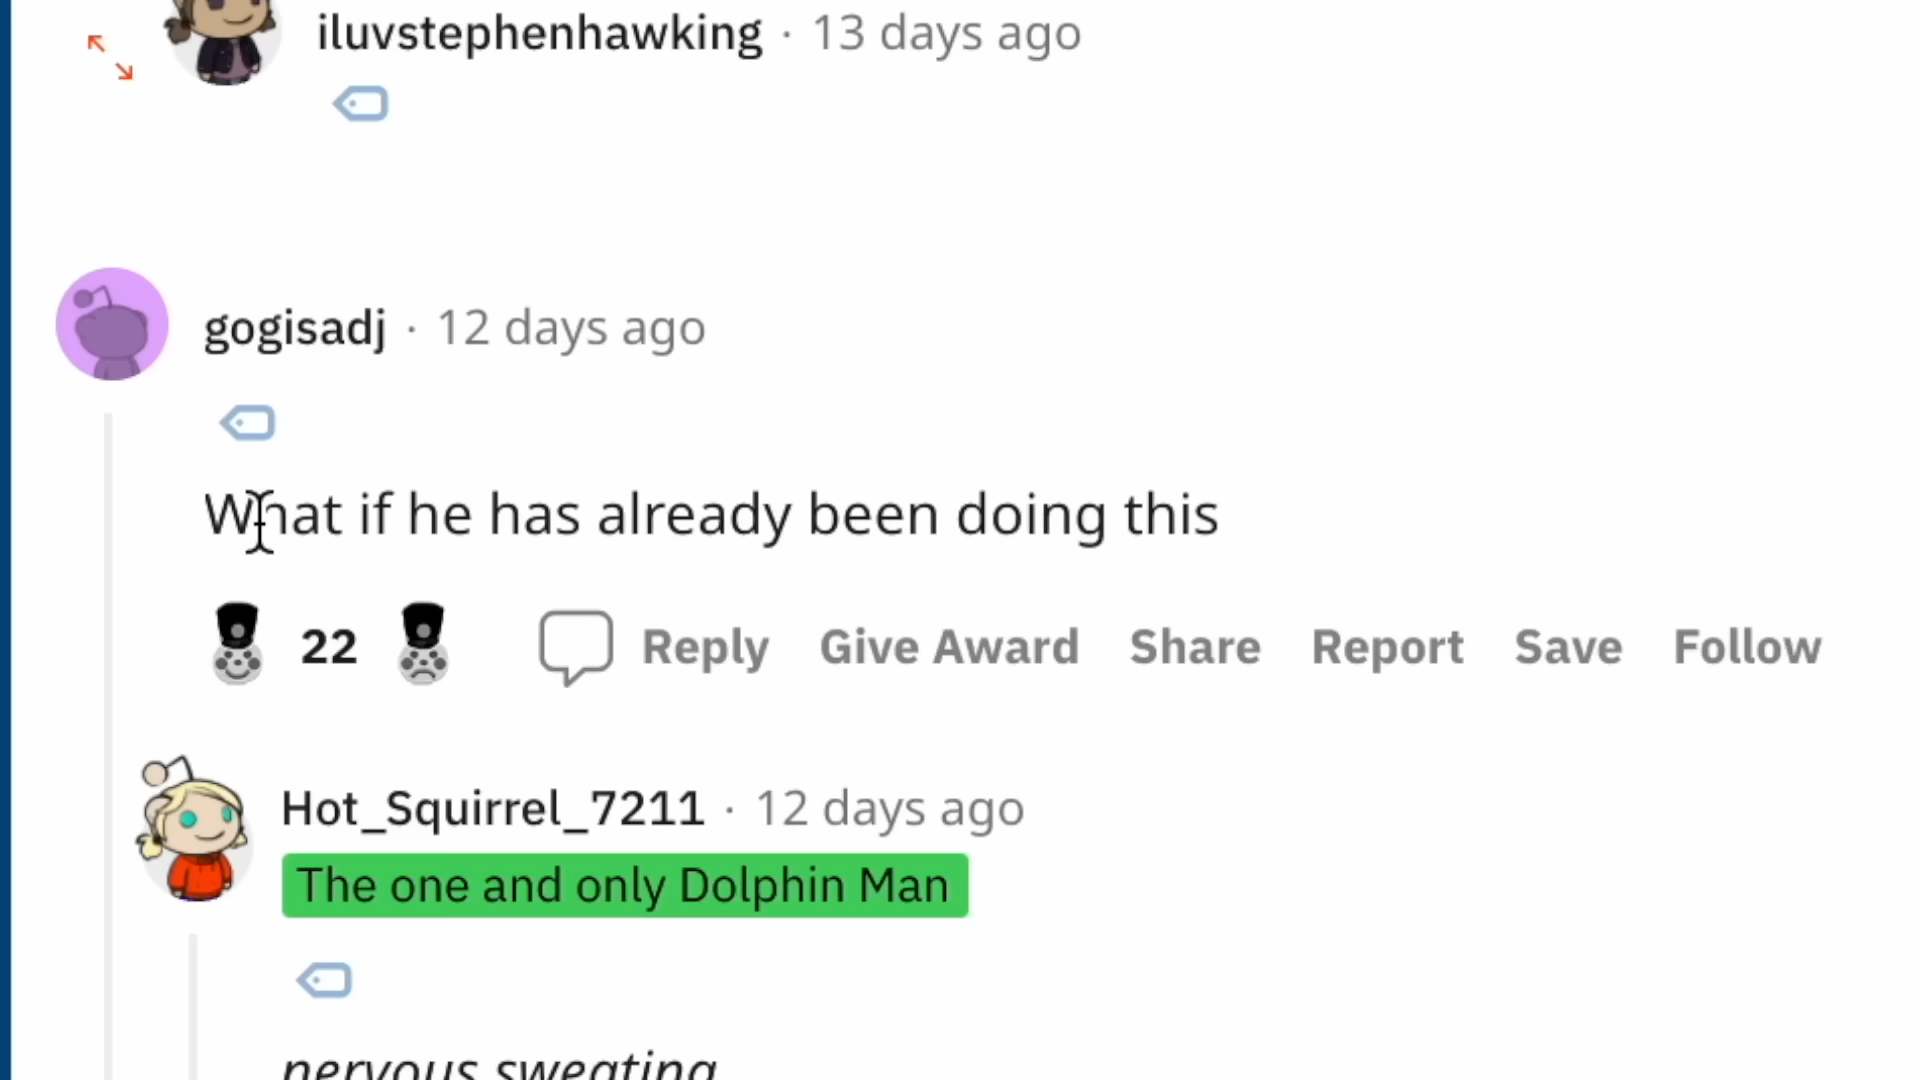 iluvstephenhawking · 13 days ago
gogisadj · 12 days ago
What if he has already been doing this
22 Reply Give Award Share Report Save Follow
Hot_Squirrel_7211 · 12 days ago
The one and only Dolphin Man
nervous sweating